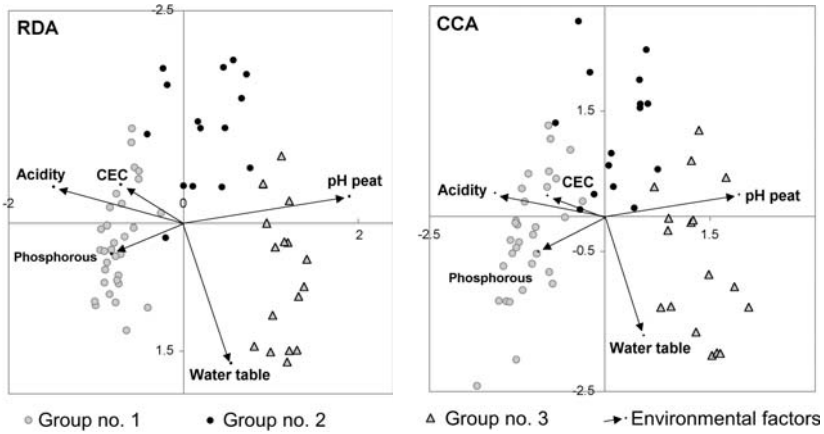 RDA
-2.5
Acidity
CEC
pH peat
-2
0
2
Phosphorous
1.5
Water table
CCA
1.5
Acidity
CEC
pH peat
-2.5
1.5
-0.5
Phosphorous
Water table
-2.5
Group no. 1
Group no. 2
Group no. 3
Environmental factors